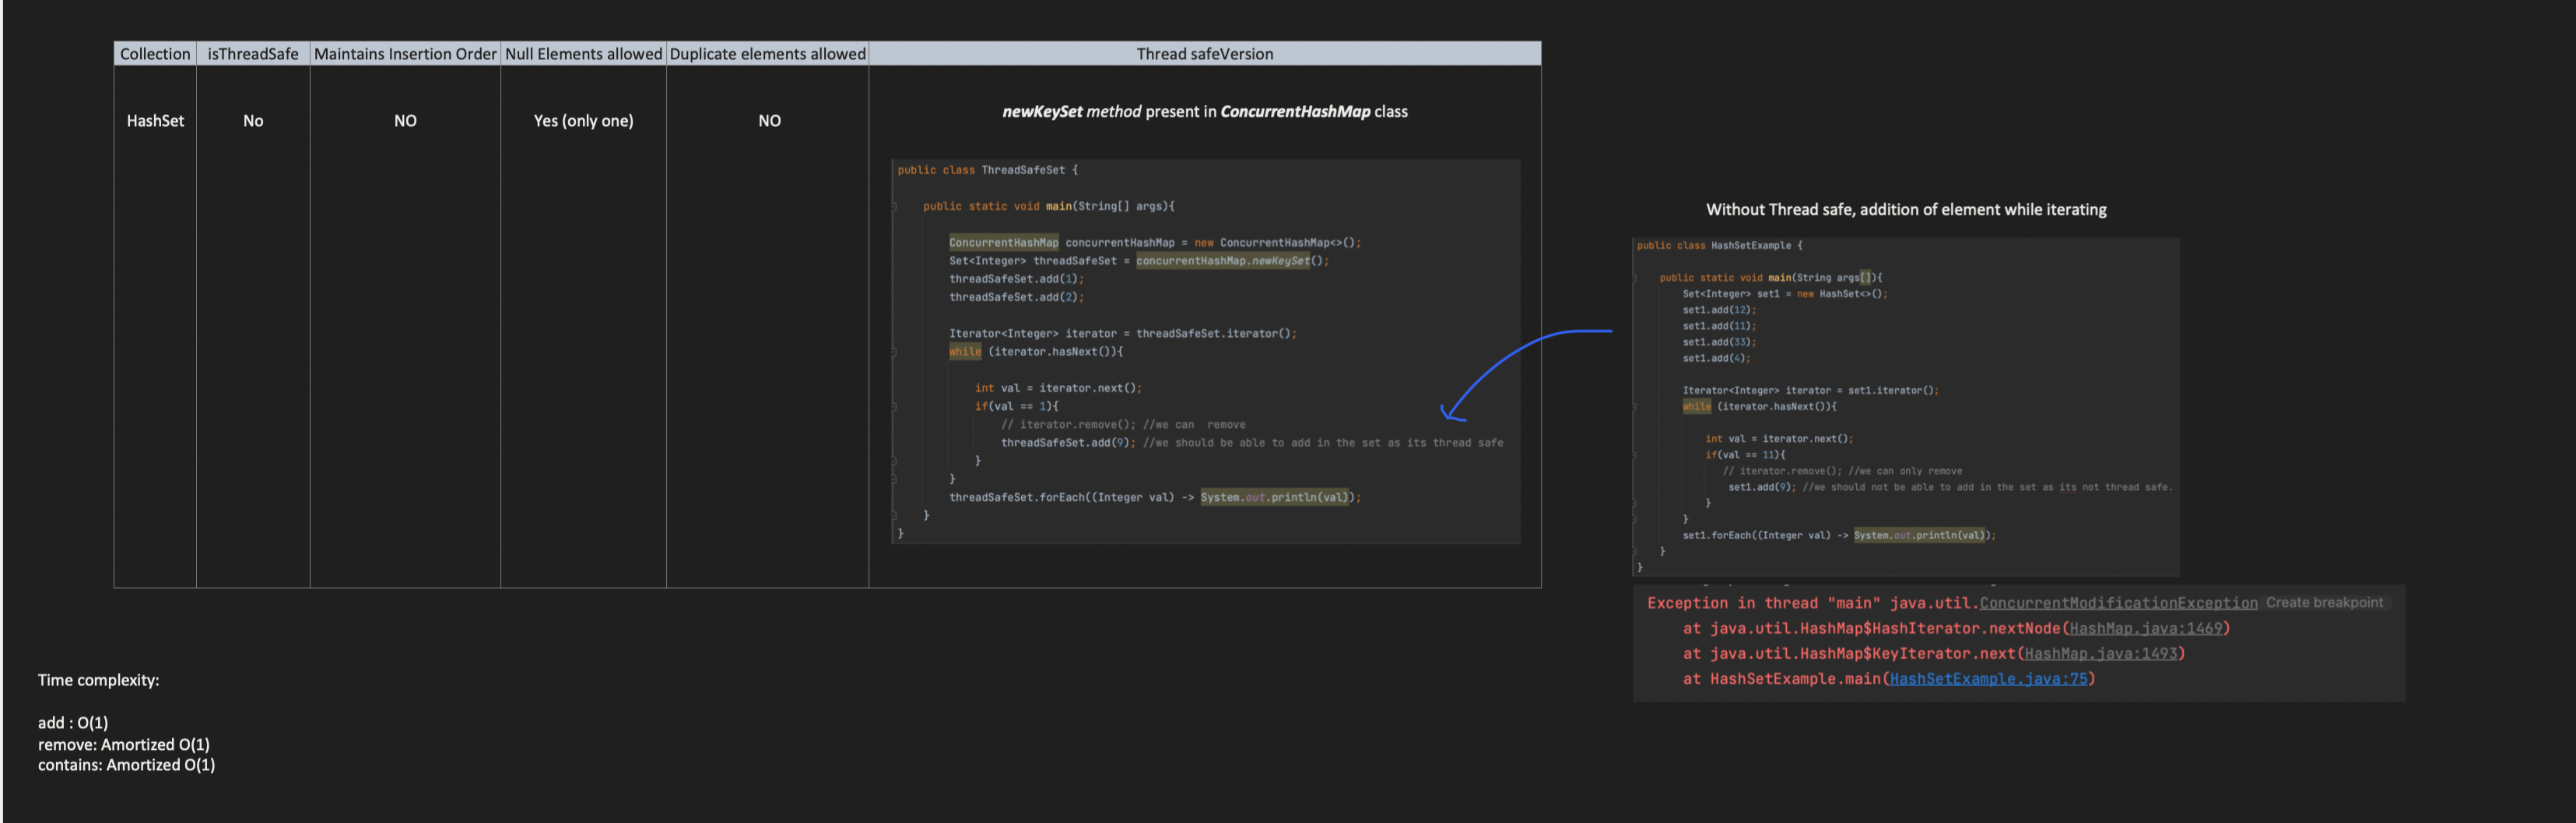 Collection isThreadSafe Maintains Insertion Order Null Elements allowed Duplicate elements allowed Thread safeVersion
HashSet No NO Yes (only one) NO newKeySet method present in ConcurrentHashMap class
public class ThreadSafeSet {
public static void main(String[] args){
ConcurrentHashMap concurrentHashMap = new ConcurrentHashMap<>();
Set<Integer> threadSafeSet = concurrentHashMap.newKeySet();
threadSafeSet.add(1);
threadSafeSet.add(2);
Iterator<Integer> iterator = threadSafeSet.iterator();
while (iterator.hasNext()){
int val = iterator.next();
if(val == 1){
// iterator.remove(); //we can remove
threadSafeSet.add(9); //we should be able to add in the set as its thread safe
}
}
threadSafeSet.forEach((Integer val) -> System.out.println(val));
}
}
Without Thread safe, addition of element while iterating
public class HashSetExample {
public static void main(String args[]){
Set<Integer> set1 = new HashSet<>();
set1.add(12);
set1.add(11);
set1.add(33);
set1.add(4);
Iterator<Integer> iterator = set1.iterator();
while (iterator.hasNext()){
int val = iterator.next();
if(val == 11){
// iterator.remove(); //we can only remove
set1.add(9); //we should not be able to add in the set as its not thread safe.
}
}
set1.forEach((Integer val) -> System.out.println(val));
}
}
Exception in thread "main" java.util.ConcurrentModificationException Create breakpoint
at java.util.HashMap$HashIterator.nextNode(HashMap.java:1469)
at java.util.HashMap$KeyIterator.next(HashMap.java:1493)
at HashSetExample.main(HashSetExample.java:75)
Time complexity:
add : O(1)
remove: Amortized O(1)
contains: Amortized O(1)